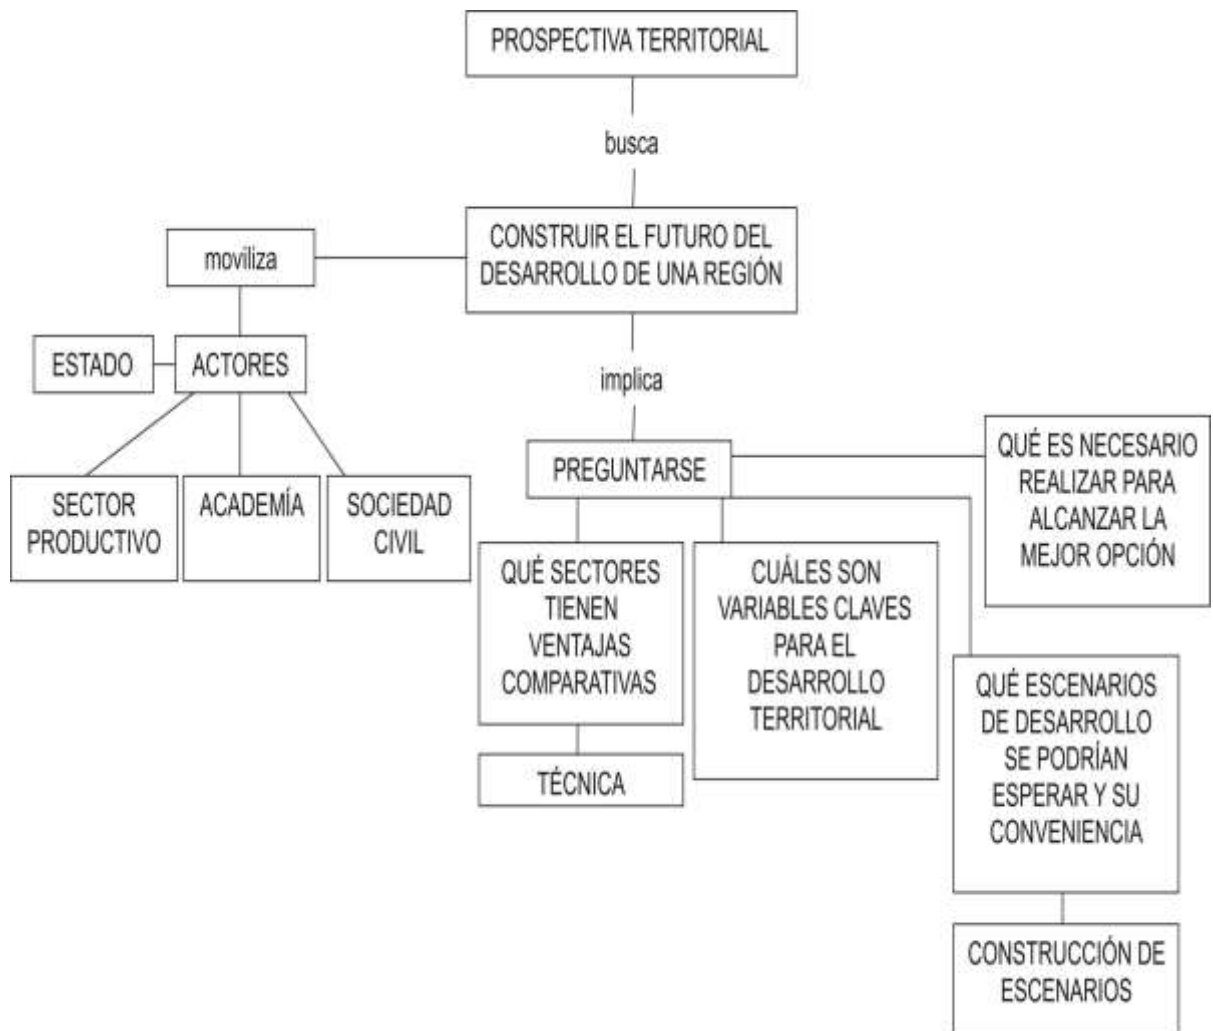 PROSPECTIVA TERRITORIAL
busca
CONSTRUIR EL FUTURO DEL
DESARROLLO DE UNA REGIÓN
moviliza
ESTADO
ACTORES
implica
SECTOR
PRODUCTIVO
ACADEMÍA
SOCIEDAD
CIVIL
PREGUNTARSE
QUÉ ES NECESARIO
REALIZAR PARA
ALCANZAR LA
MEJOR OPCIÓN
QUÉ SECTORES
TIENEN
VENTAJAS
COMPARATIVAS
TÉCNICA
CUÁLES SON
VARIABLES CLAVES
PARA EL
DESARROLLO
TERRITORIAL
QUÉ ESCENARIOS
DE DESARROLLO
SE PODRÍAN
ESPERAR Y SU
CONVENIENCIA
CONSTRUCCIÓN DE
ESCENARIOS